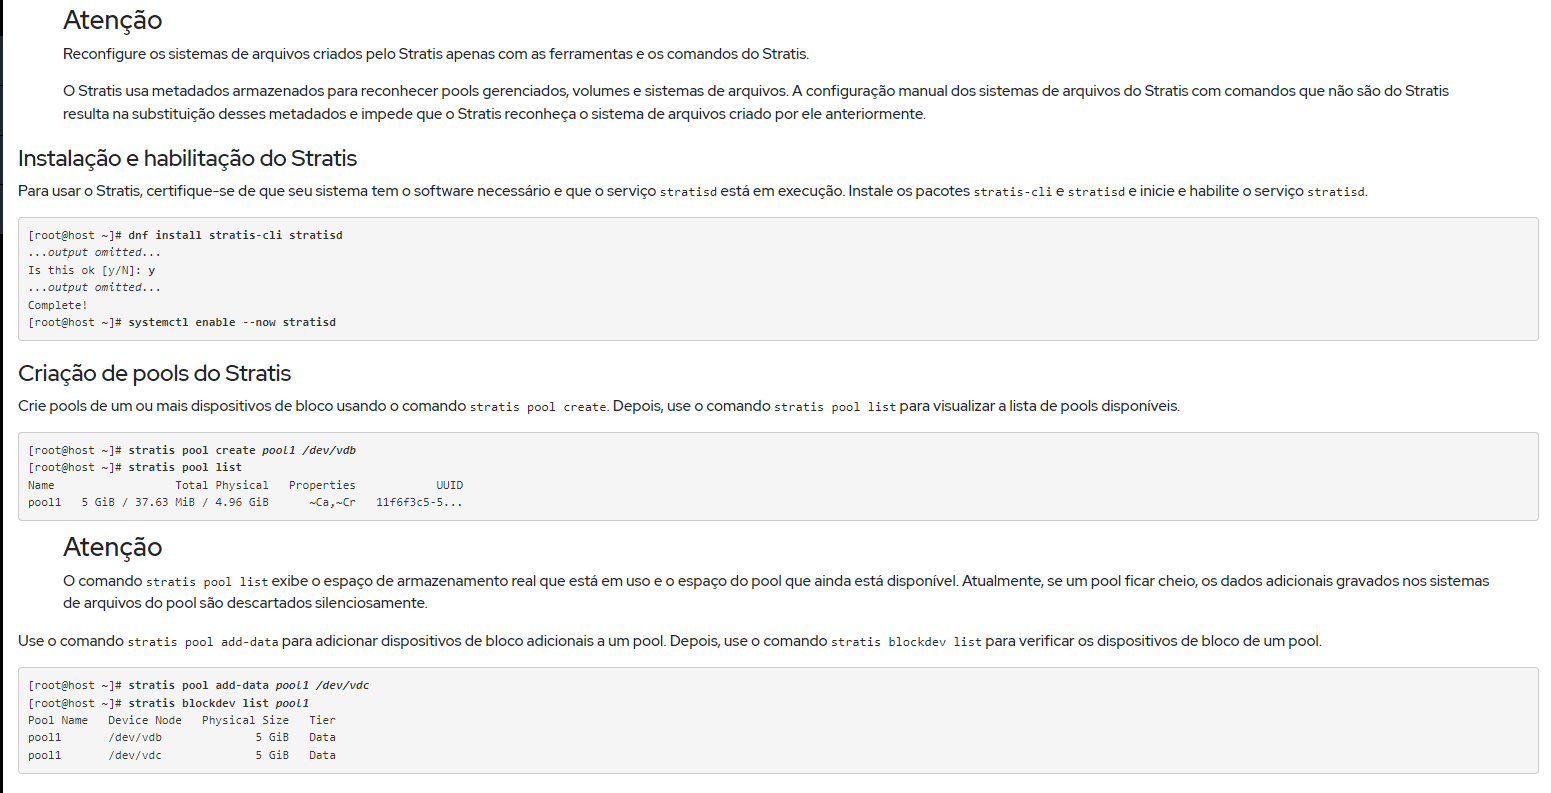 Atenção
Reconfigure os sistemas de arquivos criados pelo Stratis apenas com as ferramentas e os comandos do Stratis.
O Stratis usa metadados armazenados para reconhecer pools gerenciados, volumes e sistemas de arquivos. A configuração manual dos sistemas de arquivos do Stratis com comandos que não são do Stratis
resulta na substituição desses metadados e impede que o Stratis reconheça o sistema de arquivos criado por ele anteriormente.
Instalação e habilitação do Stratis
Para usar o Stratis, certifique-se de que seu sistema tem o software necessário e que o serviço stratisd está em execução. Instale os pacotes stratis-cli e stratisd e inicie e habilite o serviço stratisd.
[root@host ~]# dnf install stratis-cli stratisd
...output omitted...
Is this ok [y/N]: y
...output omitted...
Complete!
[root@host ~]# systemctl enable --now stratisd
Criação de pools do Stratis
Crie pools de um ou mais dispositivos de bloco usando o comando stratis pool create. Depois, use o comando stratis pool list para visualizar a lista de pools disponíveis.
[root@host ~]# stratis pool create pool1 /dev/vdb
[root@host ~]# stratis pool list
Name                  Total Physical   Properties            UUID
pool1   5 GiB / 37.63 MiB / 4.96 GiB      ~Ca,~Cr   11f6f3c5-5...
Atenção
O comando stratis pool list exibe o espaço de armazenamento real que está em uso e o espaço do pool que ainda está disponível. Atualmente, se um pool ficar cheio, os dados adicionais gravados nos sistemas
de arquivos do pool são descartados silenciosamente.
Use o comando stratis pool add-data para adicionar dispositivos de bloco adicionais a um pool. Depois, use o comando stratis blockdev list para verificar os dispositivos de bloco de um pool.
[root@host ~]# stratis pool add-data pool1 /dev/vdc
[root@host ~]# stratis blockdev list pool1
Pool Name   Device Node   Physical Size   Tier
pool1       /dev/vdb              5 GiB   Data
pool1       /dev/vdc              5 GiB   Data